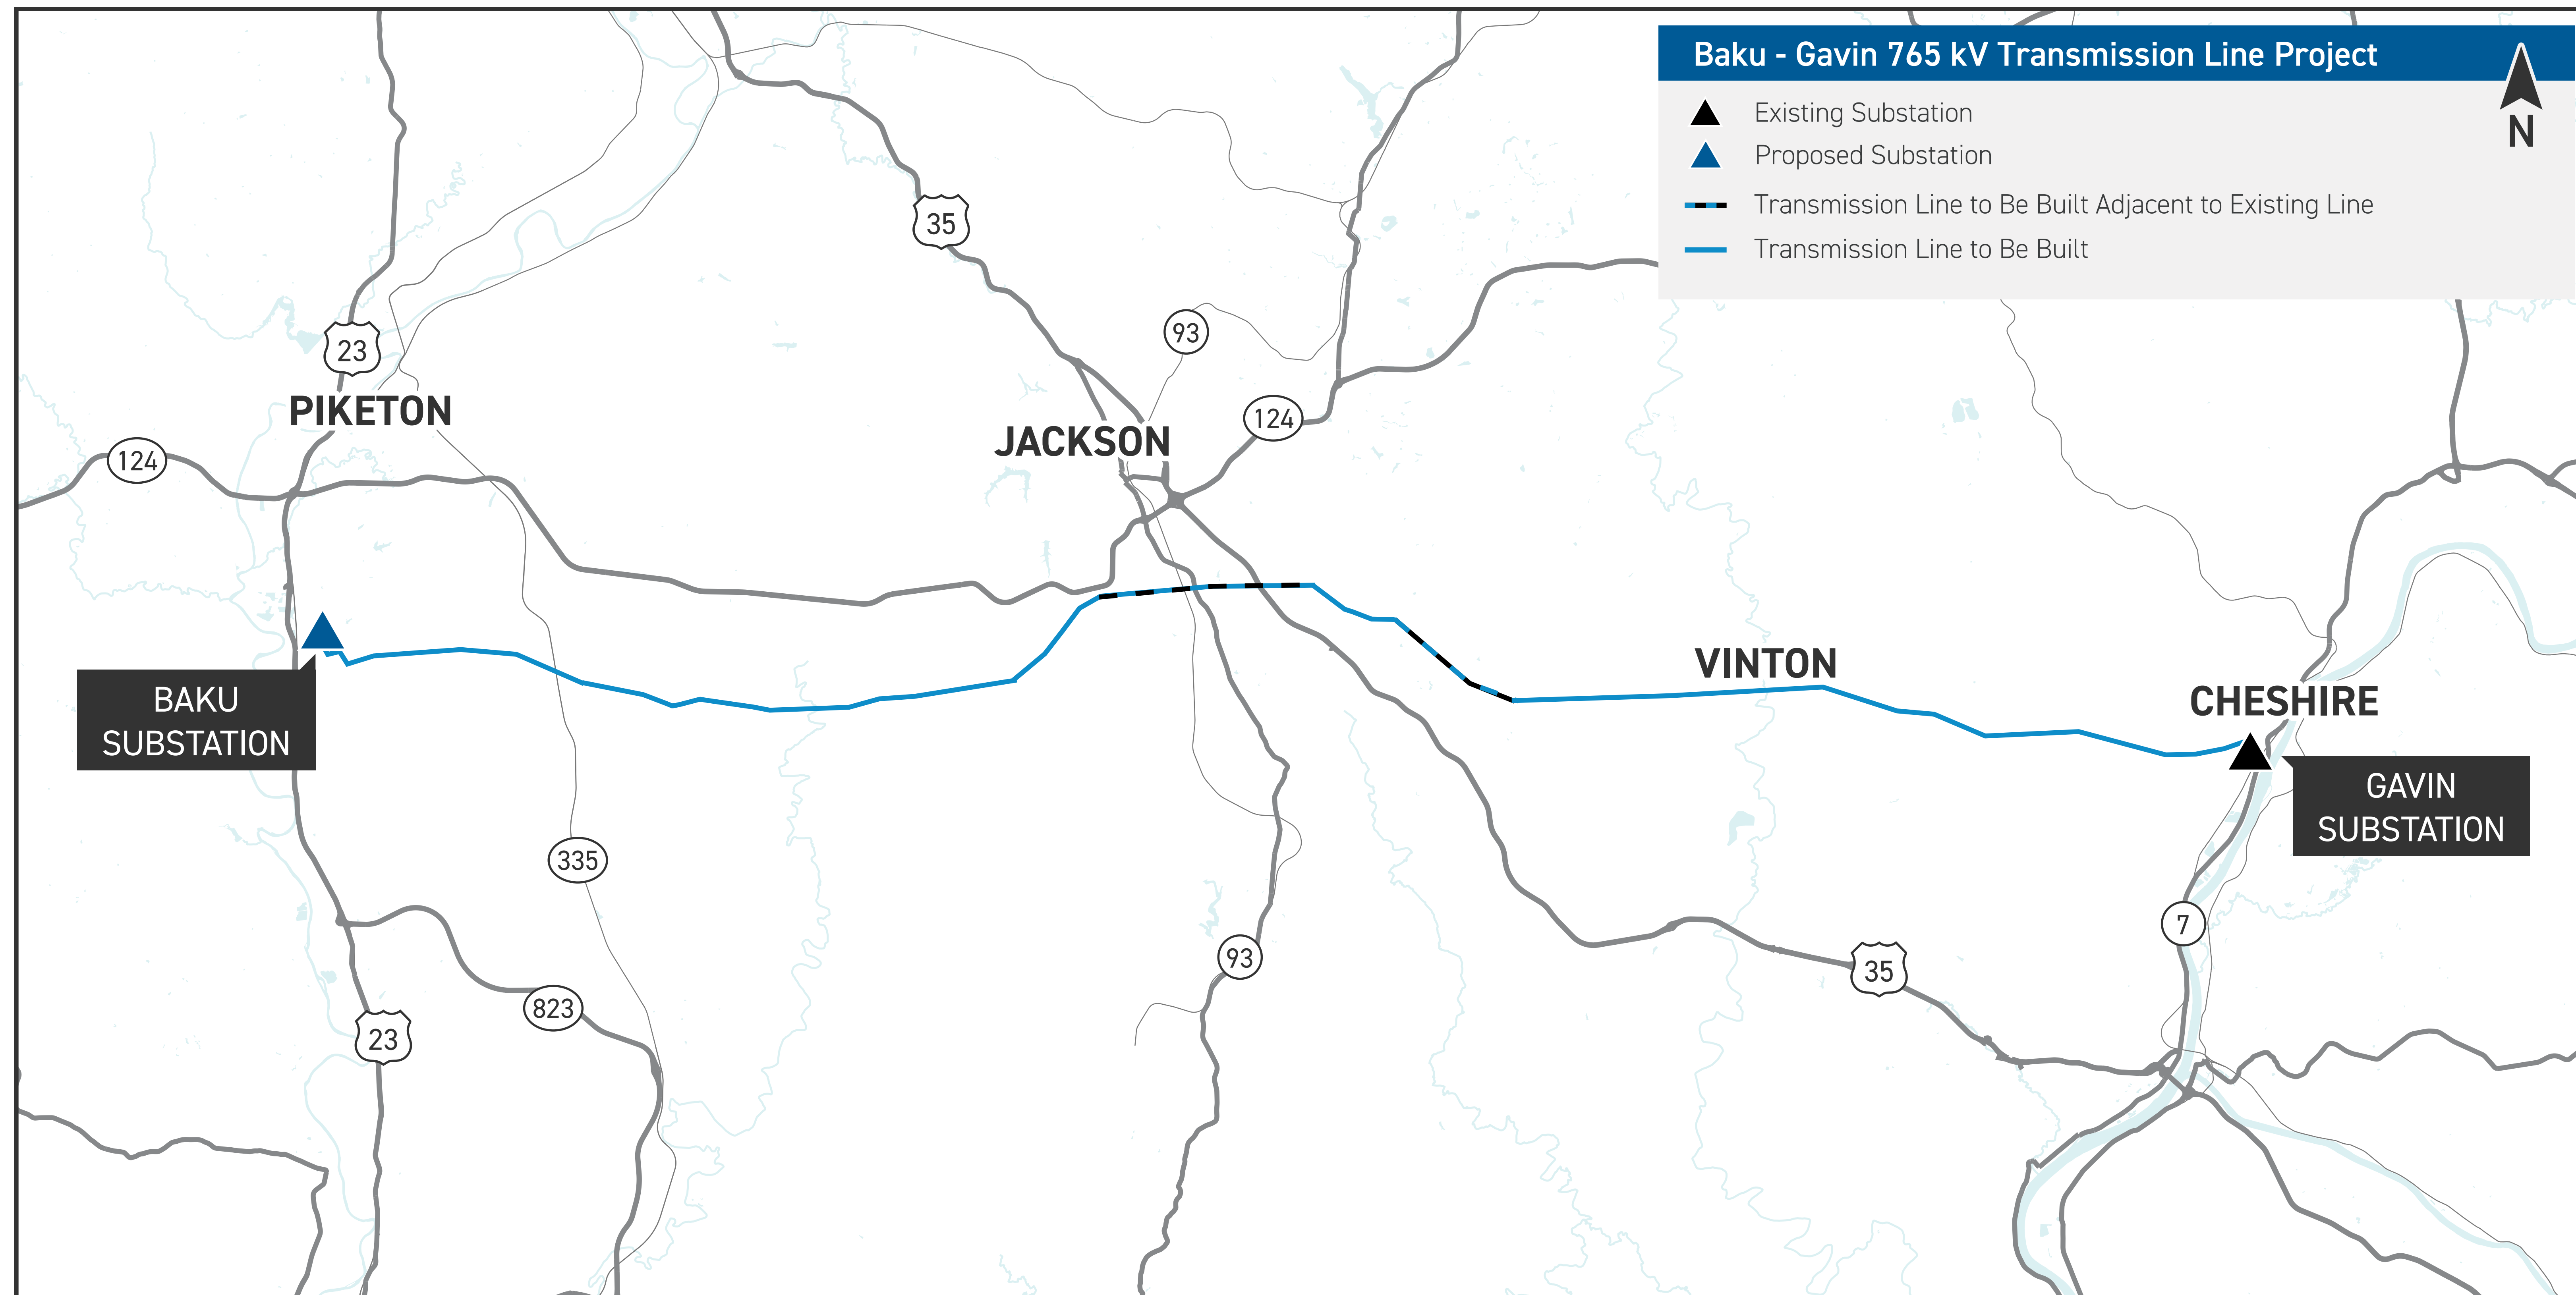 Baku - Gavin 765 kV Transmission Line Project
Existing Substation
Proposed Substation
Transmission Line to Be Built Adjacent to Existing Line
Transmission Line to Be Built
N
35
93
23
PIKETON
124
JACKSON
124
VINTON
CHESHIRE
BAKU
SUBSTATION
GAVIN
SUBSTATION
335
7
93
35
823
23